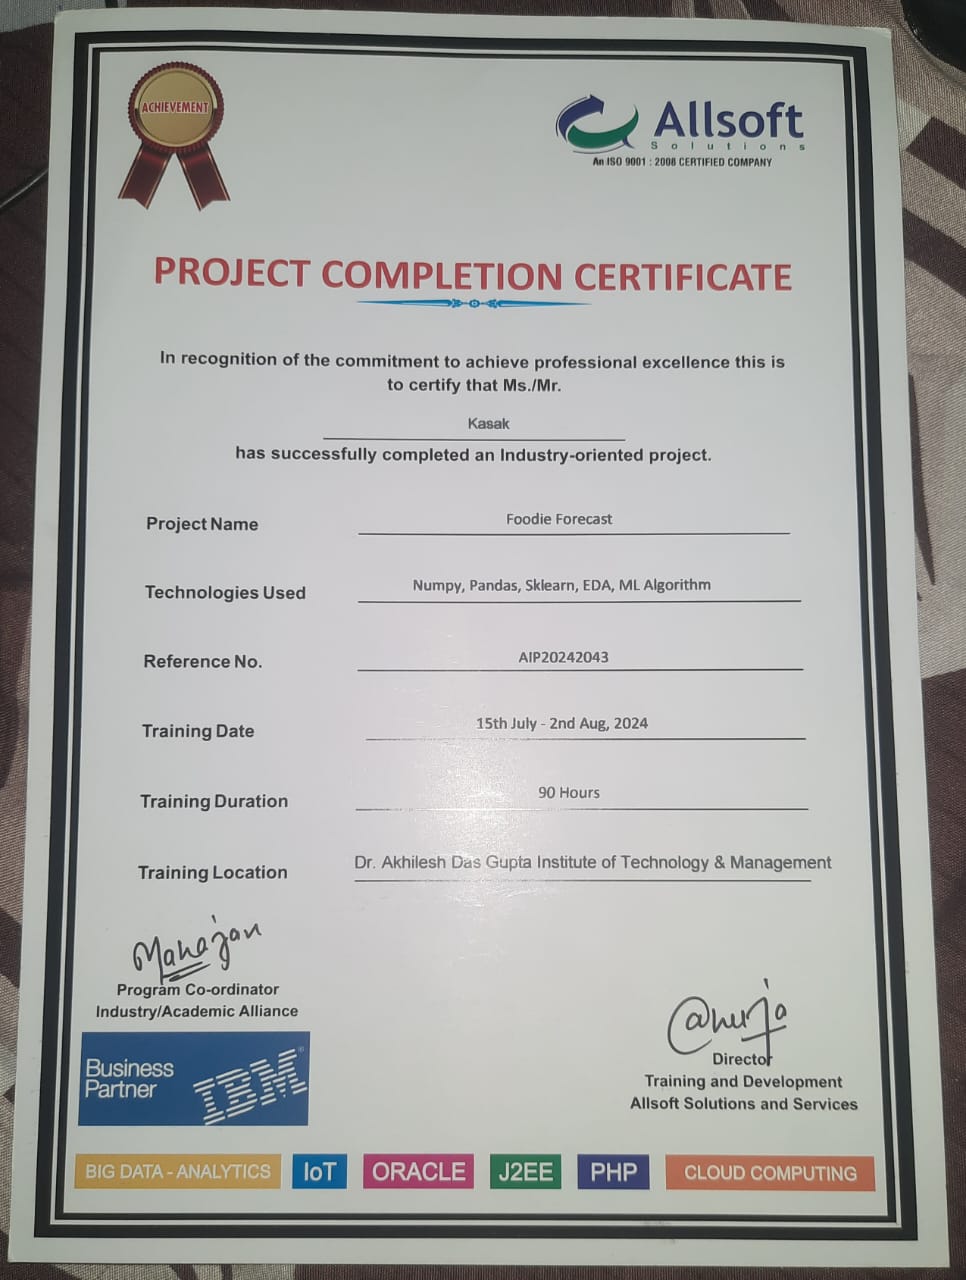 ACHIEVEMENT
Allsoft
Solutions
An ISO 9001 : 2008 CERTIFIED COMPANY
PROJECT COMPLETION CERTIFICATE
In recognition of the commitment to achieve professional excellence this is
to certify that Ms./Mr.
Kasak
has successfully completed an Industry-oriented project.
Project Name Foodie Forecast
Technologies Used Numpy, Pandas, Sklearn, EDA, ML Algorithm
Reference No. AIP20242043
Training Date 15th July - 2nd Aug, 2024
Training Duration 90 Hours
Training Location Dr. Akhilesh Das Gupta Institute of Technology & Management
Mahajan
Program Co-ordinator
Industry/Academic Alliance
Business
Partner
IBM®
Director
Training and Development
Allsoft Solutions and Services
BIG DATA - ANALYTICS IoT ORACLE J2EE PHP CLOUD COMPUTING